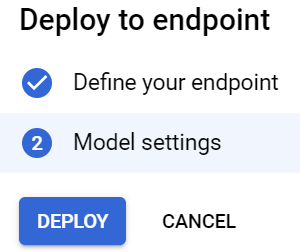 Deploy to endpoint
Define your endpoint
2 Model settings
DEPLOY CANCEL